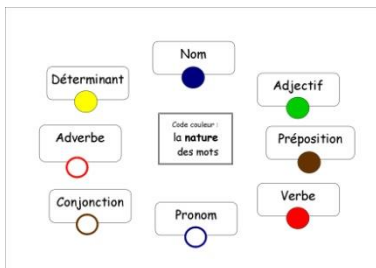 Nom
Déterminant
Adjectif
Code couleur :
la nature
des mots
Adverbe
Préposition
Conjonction
Pronom
Verbe